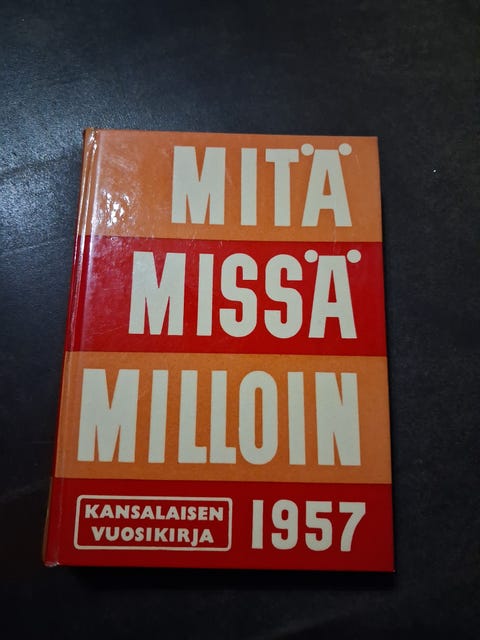 MITÄ
MISSÄ
MILLOIN
KANSALAISEN
VUOSIKIRJA
1957